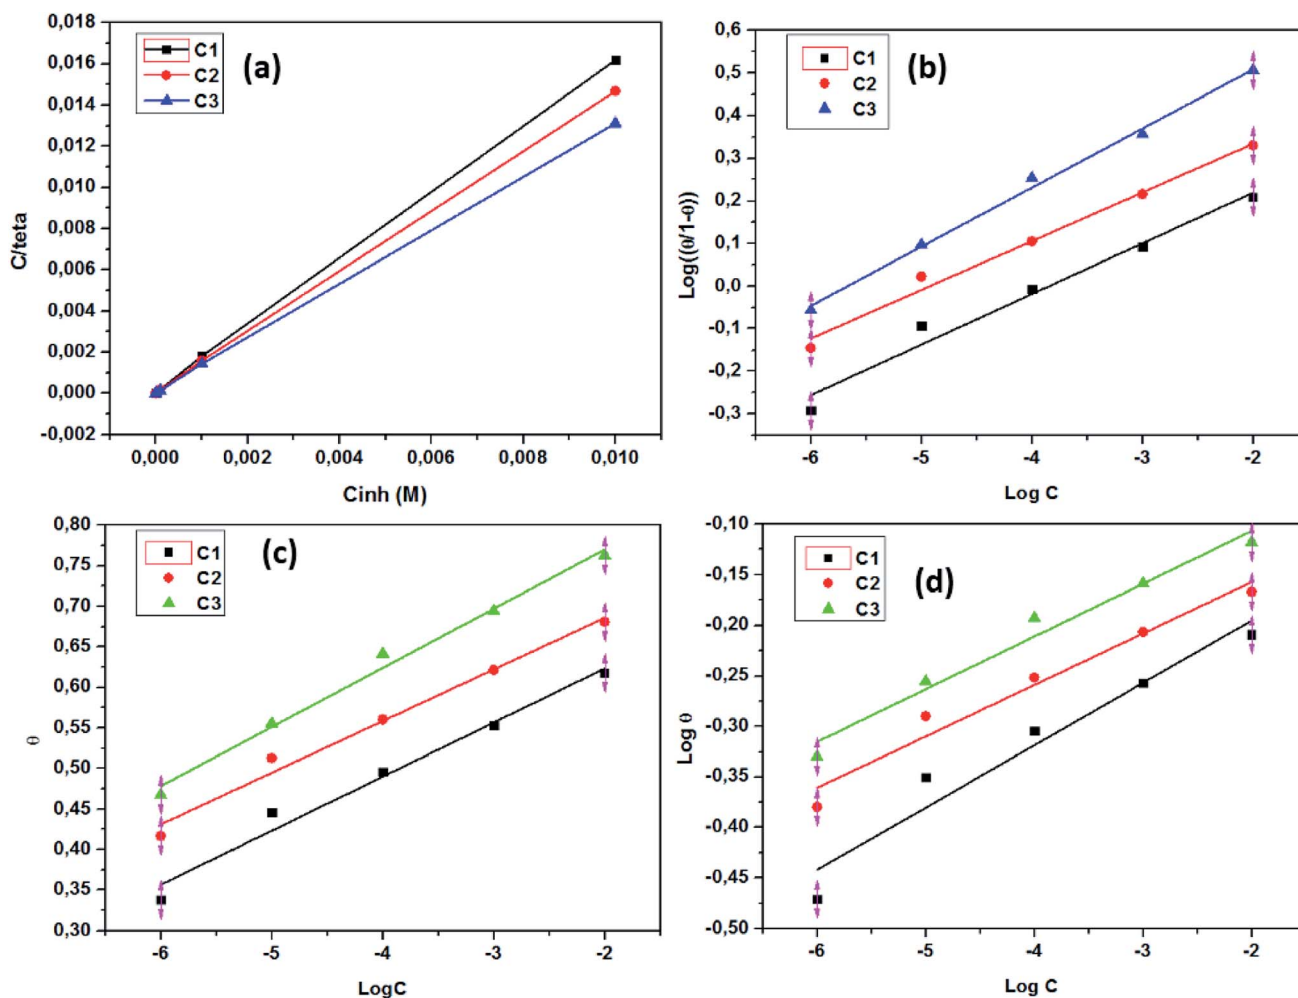 0,018
0,016
0,014
0,012
0,010
0,008
0,006
0,004
0,002
0,000
-0,002
C/teta
C1
C2
C3
(a)
0,000 0,002 0,004 0,006 0,008 0,010
Cinh (M)
0,6
0,5
0,4
0,3
0,2
0,1
0,0
-0,1
-0,2
-0,3
Log((θ/1-θ))
C1
C2
C3
(b)
-6 -5 -4 -3 -2
Log C
0,80
0,75
0,70
0,65
0,60
0,55
0,50
0,45
0,40
0,35
0,30
θ
C1
C2
C3
(c)
-6 -5 -4 -3 -2
LogC
-0,10
-0,15
-0,20
-0,25
-0,30
-0,35
-0,40
-0,45
-0,50
Log θ
C1
C2
C3
(d)
-6 -5 -4 -3 -2
Log C